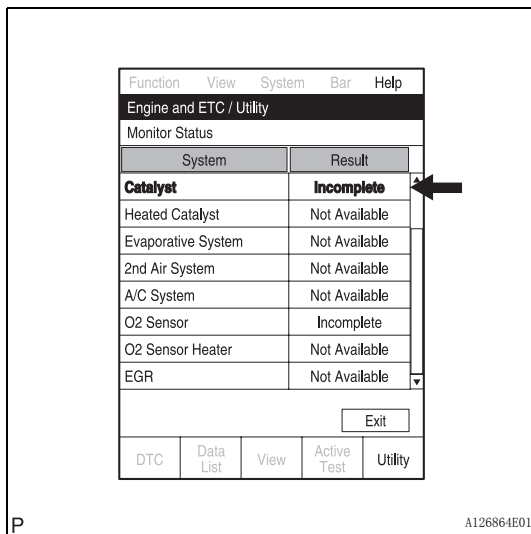 Function View System Bar Help
Engine and ETC / Utility
Monitor Status
System Result
Catalyst Incomplete
Heated Catalyst Not Available
Evaporative System Not Available
2nd Air System Not Available
A/C System Not Available
O2 Sensor Incomplete
O2 Sensor Heater Not Available
EGR Not Available
Exit
DTC Data List View Active Test Utility
P A126864E01